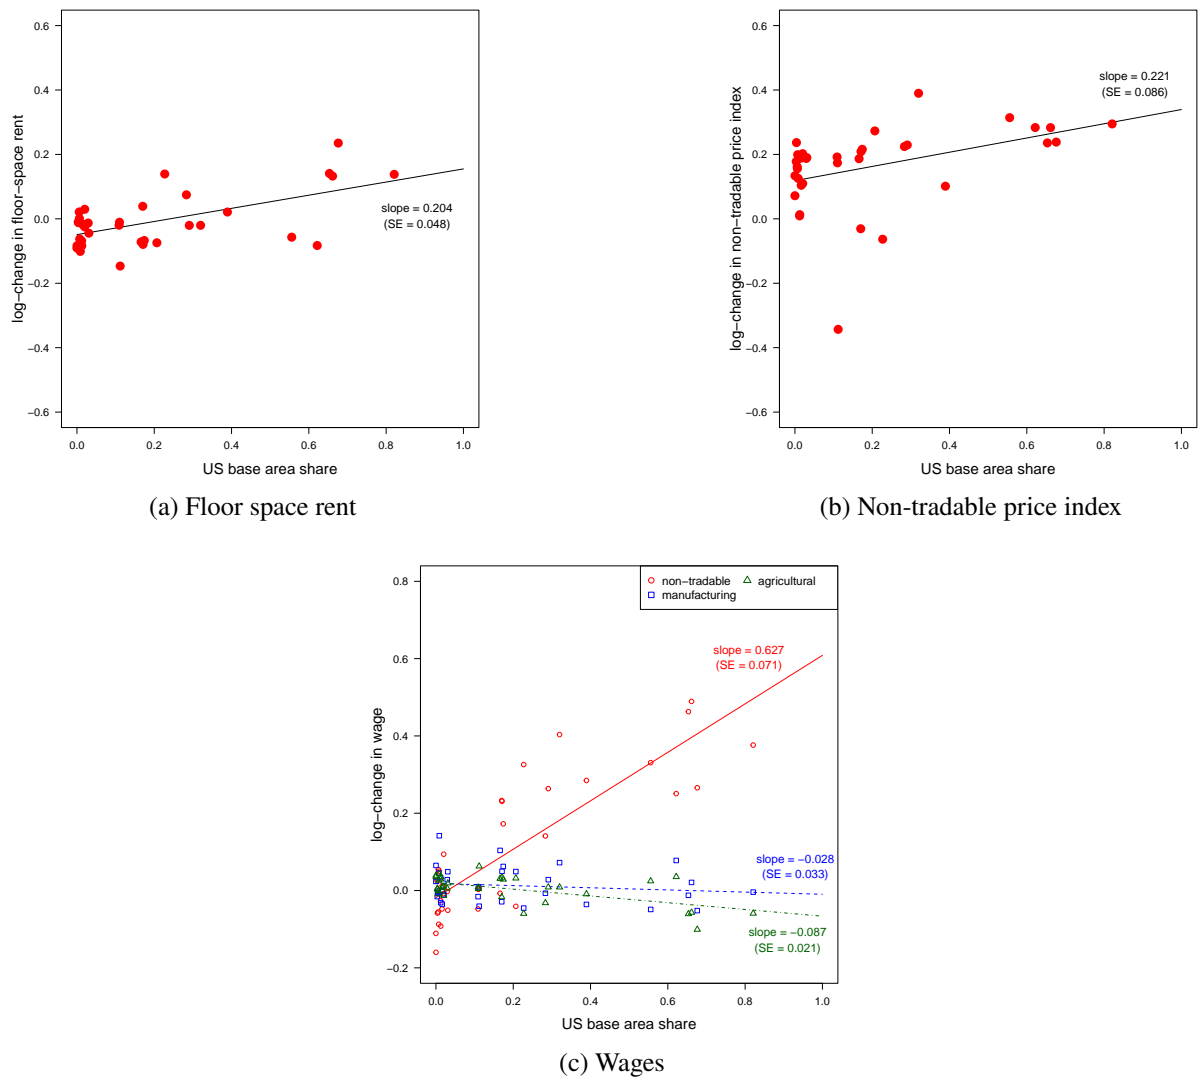 0.6
0.4
0.2
0.0
−0.2
−0.4
−0.6
log−change in floor−space rent
slope = 0.204
(SE = 0.048)
0.0 0.2 0.4 0.6 0.8 1.0
US base area share
(a) Floor space rent
0.6
0.4
0.2
0.0
−0.2
−0.4
−0.6
log−change in non−tradable price index
slope = 0.221
(SE = 0.086)
0.0 0.2 0.4 0.6 0.8 1.0
US base area share
(b) Non-tradable price index
non−tradable agricultural
manufacturing
0.8
0.6
0.4
0.2
0.0
−0.2
log−change in wage
slope = 0.627
(SE = 0.071)
slope = −0.028
(SE = 0.033)
slope = −0.087
(SE = 0.021)
0.0 0.2 0.4 0.6 0.8 1.0
US base area share
(c) Wages